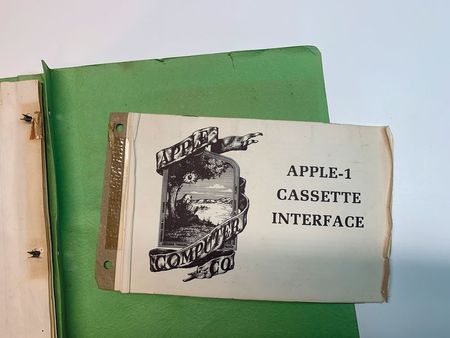 APPLE
COMPUTER
CO
APPLE-1
CASSETTE
INTERFACE